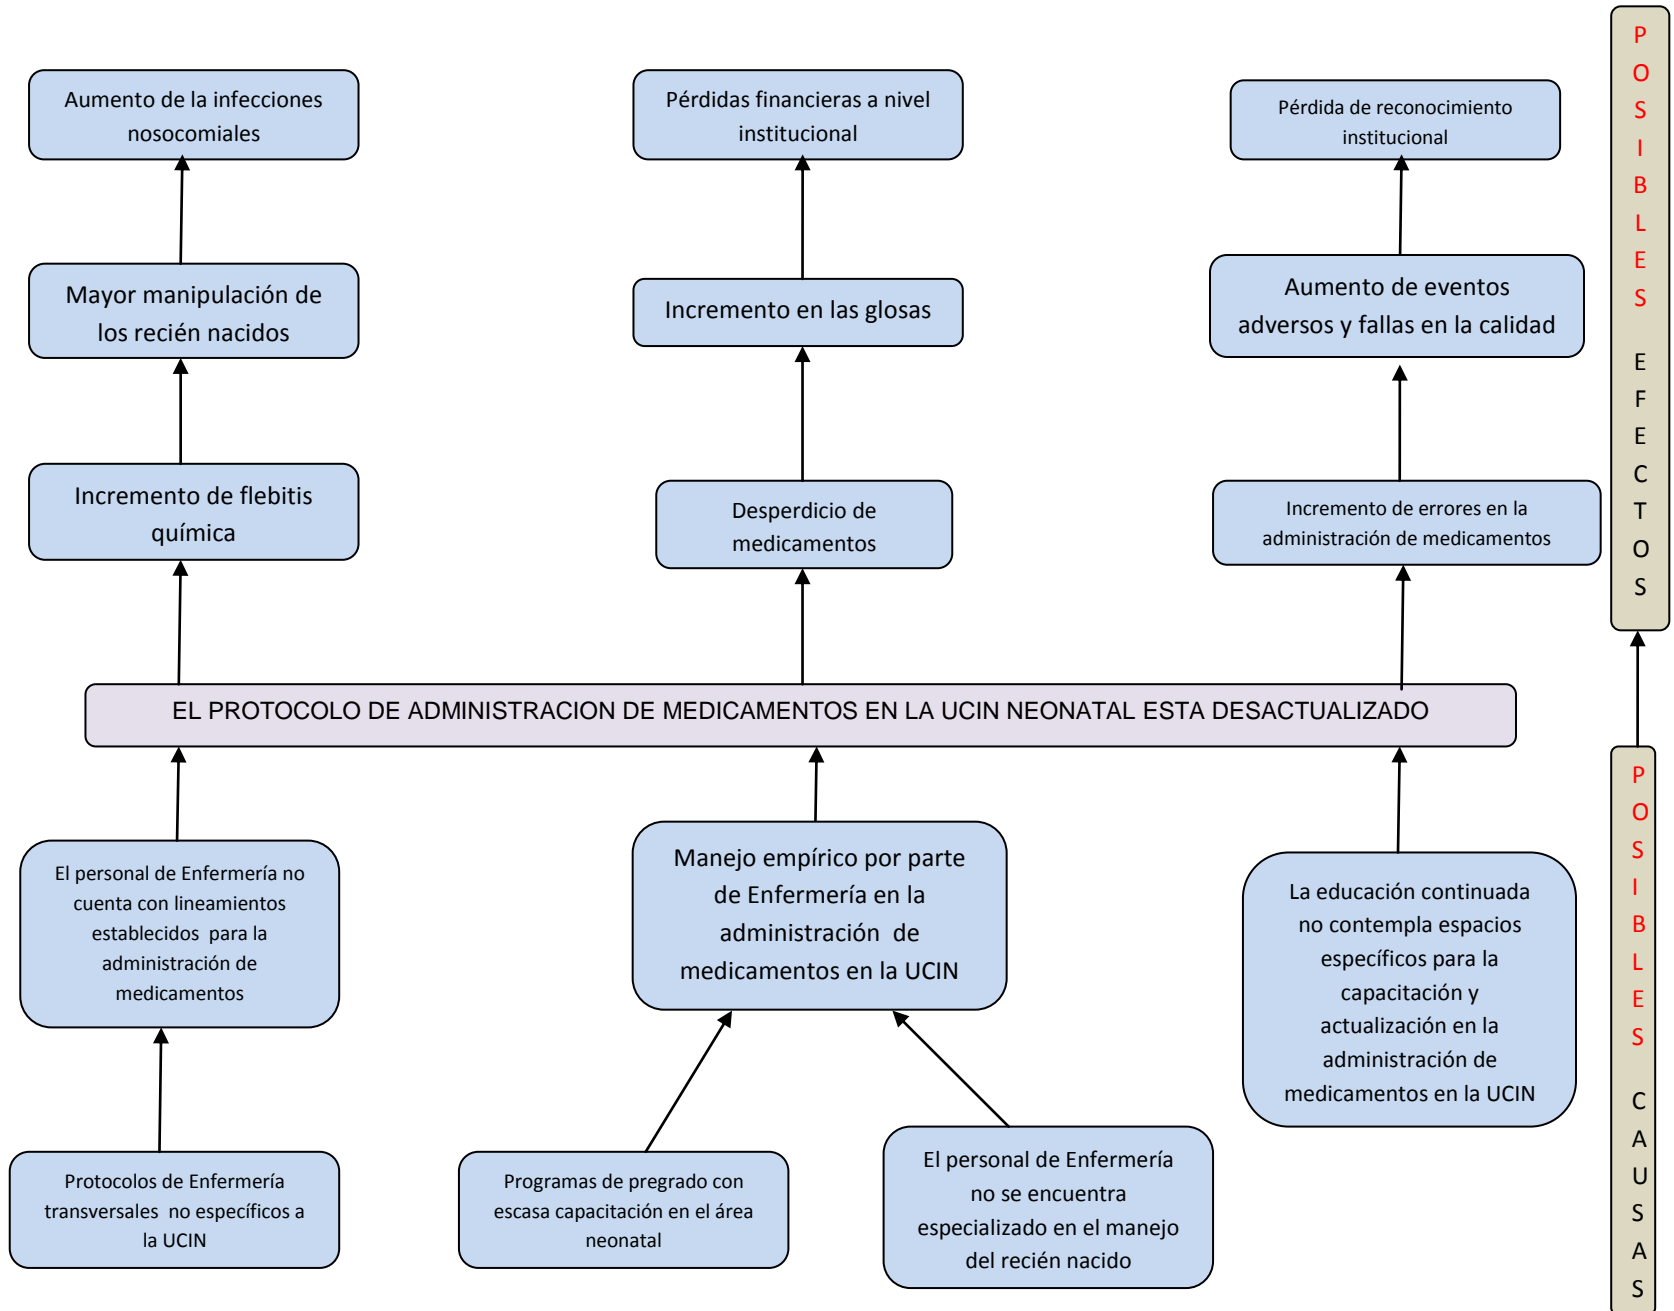 Aumento de la infecciones
nosocomiales
Pérdidas financieras a nivel
institucional
Pérdida de reconocimiento
institucional
Mayor manipulación de
los recién nacidos
Incremento en las glosas
Aumento de eventos
adversos y fallas en la calidad
Incremento de flebitis
química
Desperdicio de
medicamentos
Incremento de errores en la
administración de medicamentos
POSIBLES EFECTOS
EL PROTOCOLO DE ADMINISTRACION DE MEDICAMENTOS EN LA UCIN NEONATAL ESTA DESACTUALIZADO
El personal de Enfermería no
cuenta con lineamientos
establecidos para la
administración de
medicamentos
Manejo empírico por parte
de Enfermería en la
administración de
medicamentos en la UCIN
La educación continuada
no contempla espacios
específicos para la
capacitación y
actualización en la
administración de
medicamentos en la UCIN
Protocolos de Enfermería
transversales no específicos a
la UCIN
Programas de pregrado con
escasa capacitación en el área
neonatal
El personal de Enfermería
no se encuentra
especializado en el manejo
del recién nacido
POSIBLES CAUSAS